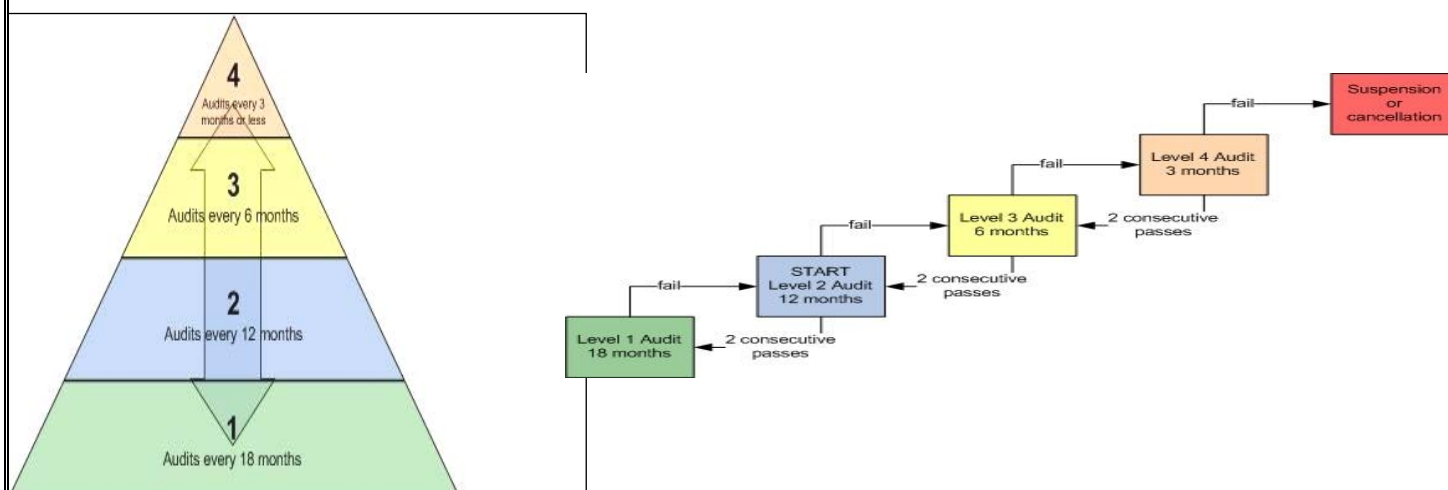 4
Audits every 3
months or less
3
Audits every 6 months
2
Audits every 12 months
1
Audits every 18 months
Suspension
or
cancellation
fail
Level 4 Audit
3 months
fail
2 consecutive
passes
Level 3 Audit
6 months
fail
2 consecutive
passes
START
Level 2 Audit
12 months
fail
2 consecutive
passes
Level 1 Audit
18 months